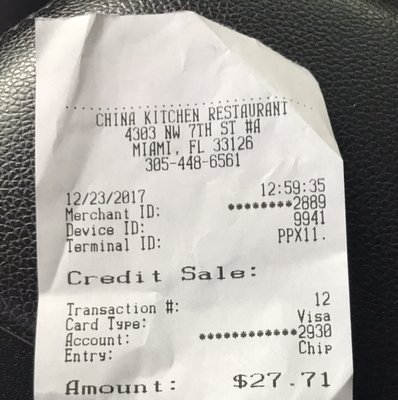 CHINA KITCHEN RESTAURANT
4303 NW 7TH ST #A
MIAMI, FL 33126
305-448-6561
12/23/2017 12:59:35
Merchant ID: ********2889
Device ID: 9941
Terminal ID: PPX11.
Credit Sale:
Transaction #: 12
Card Type: Visa
Account: ************2930
Entry: Chip
Amount: $27.71